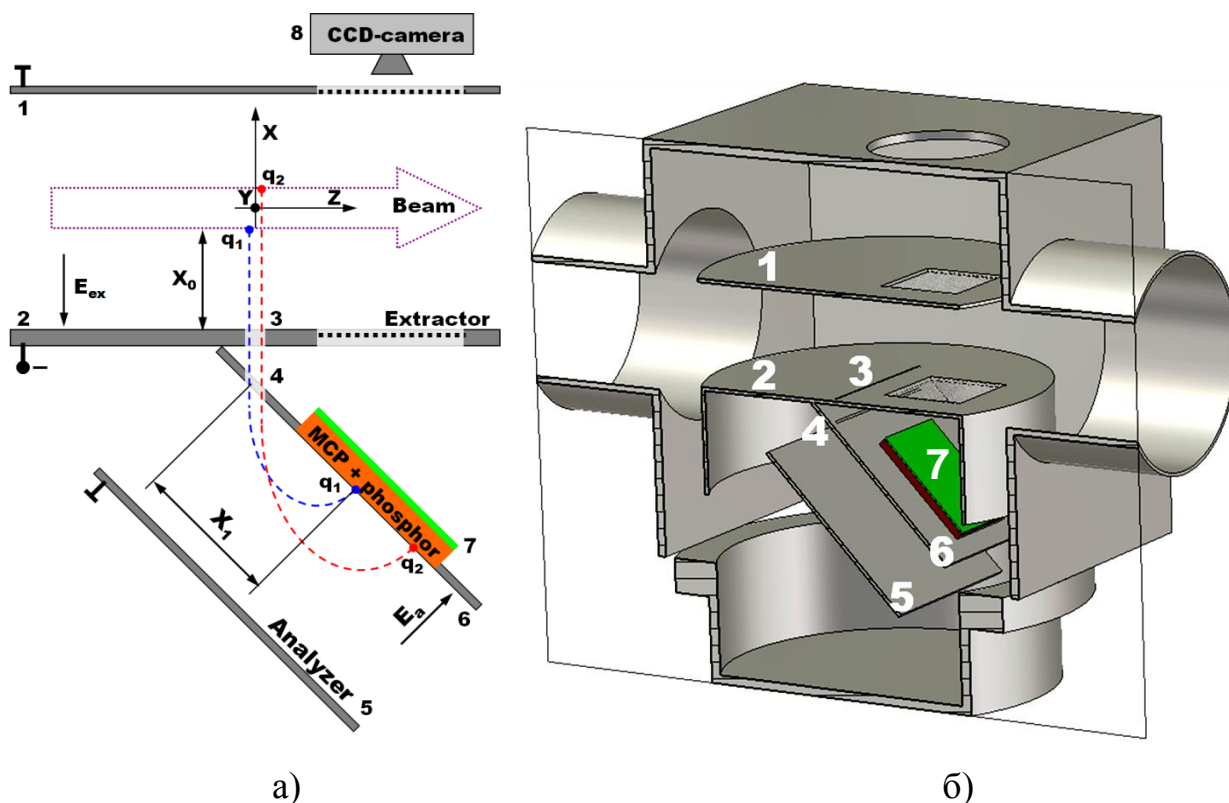 8
CCD-camera
1
X
q2
Y
Z
Beam
q1
Eex
X0
2
3
Extractor
–
4
MCP + phosphor
q1
X1
7
q2
Ea
6
Analyzer
5
1
2
3
4
7
6
5
а)
б)